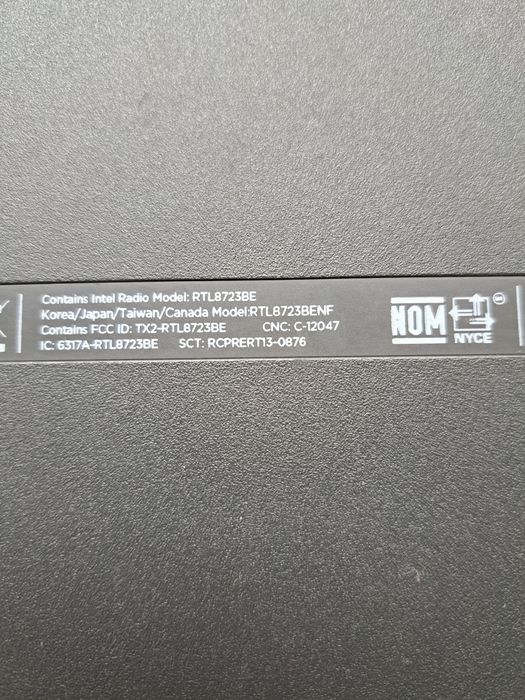 Contains Intel Radio Model: RTL8723BE
Korea/Japan/Taiwan/Canada Model:RTL8723BENF
Contains FCC ID: TX2-RTL8723BE CNC: C-12047
IC: 6317A-RTL8723BE SCT: RCPRERT13-0876
NOM
NYCE